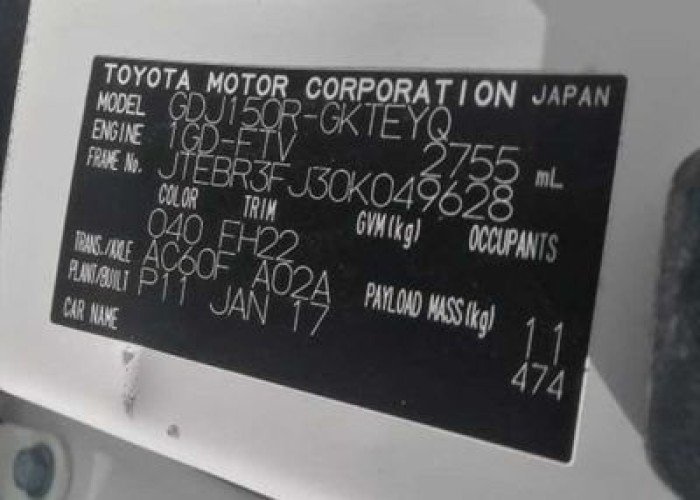 TOYOTA MOTOR CORPORATION JAPAN
MODEL GDJ150R-GKTEYQ
ENGINE 1GD-FTV 2755 mL
FRAME No. JTEBR3FJ30K049628
COLOR TRIM GVM(kg) OCCUPANTS
040 FH22
TRANS./AXLE AC60F A02A
PLANT/BUILT P11 JAN 17 PAYLOAD MASS(kg) 11
CAR NAME 474